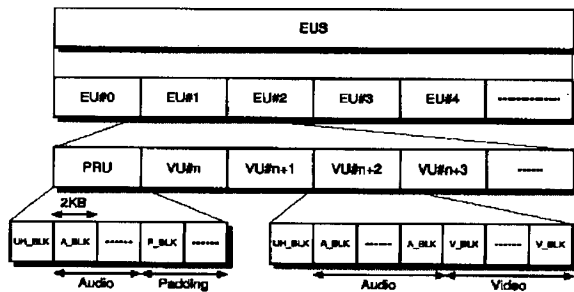 EUS
EU#0 EU#1 EU#2 EU#3 EU#4 ------
PRU VU#n VU#n+1 VU#n+2 VU#n+3 ------
2KB
UH_BLK A_BLK ------ P_BLK ------
UH_BLK A_BLK ------ A_BLK V_BLK ------ V_BLK
Audio Padding
Audio Video